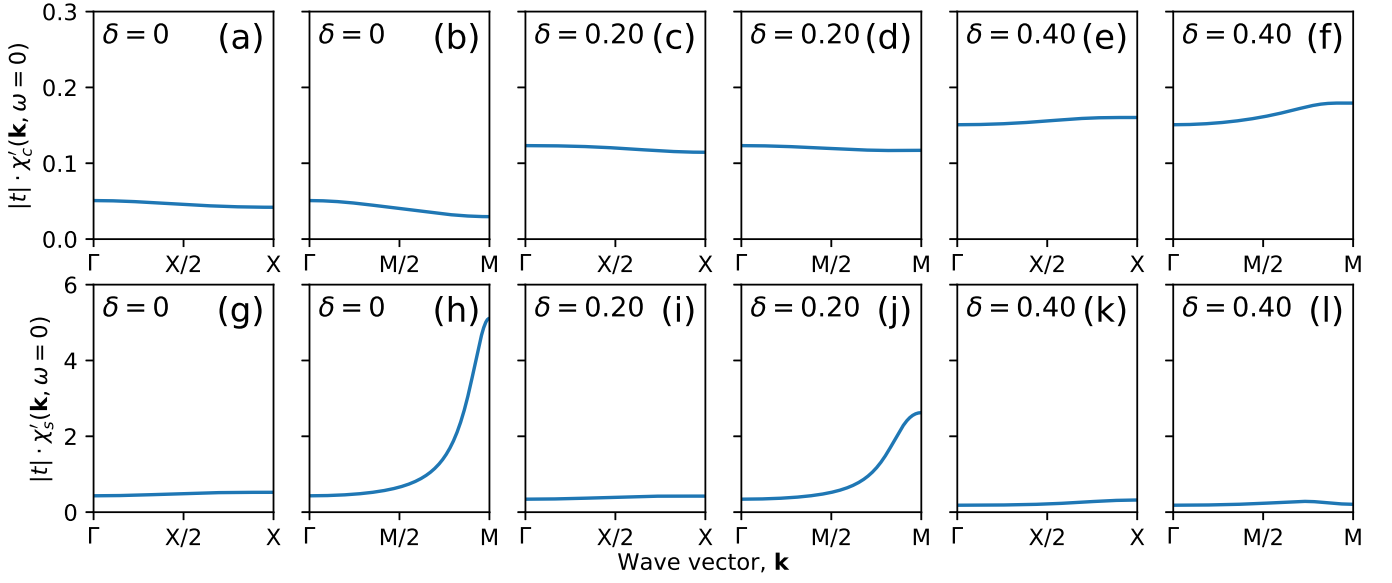 |t| · χ′c(k, ω = 0)
0.3
0.2
0.1
0.0
δ = 0 (a)
δ = 0 (b)
δ = 0.20 (c)
δ = 0.20 (d)
δ = 0.40 (e)
δ = 0.40 (f)
Γ X/2 X
Γ M/2 M
Γ X/2 X
Γ M/2 M
Γ X/2 X
Γ M/2 M
|t| · χ′s(k, ω = 0)
6
4
2
0
δ = 0 (g)
δ = 0 (h)
δ = 0.20 (i)
δ = 0.20 (j)
δ = 0.40 (k)
δ = 0.40 (l)
Γ X/2 X
Γ M/2 M
Γ X/2 X
Γ M/2 M
Γ X/2 X
Γ M/2 M
Wave vector, k